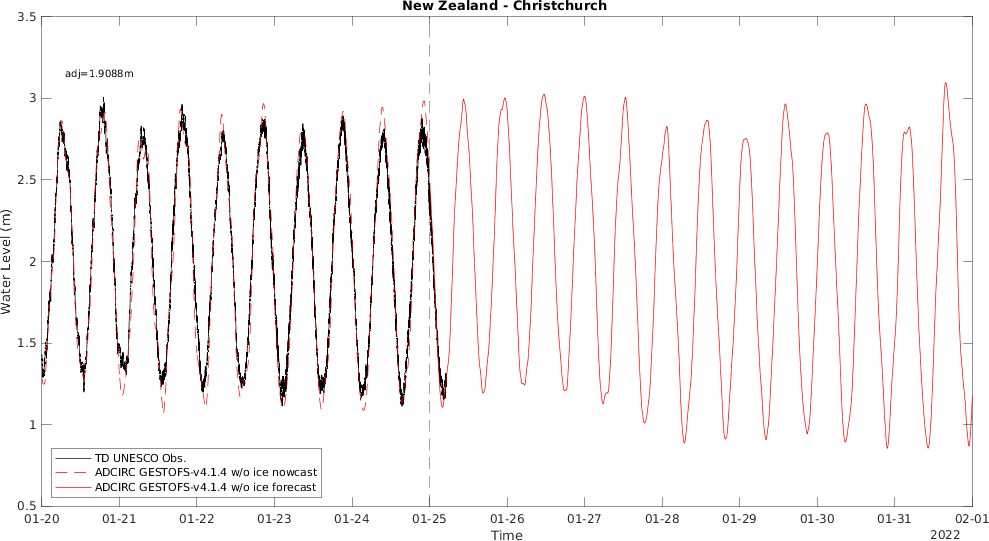 New Zealand - Christchurch
3.5
adj=1.9088m
3
2.5
Water Level (m)
2
1.5
1
TD UNESCO Obs.
ADCIRC GESTOFS-v4.1.4 w/o ice nowcast
ADCIRC GESTOFS-v4.1.4 w/o ice forecast
0.5
01-20 01-21 01-22 01-23 01-24 01-25 01-26 01-27 01-28 01-29 01-30 01-31 02-01
Time
2022